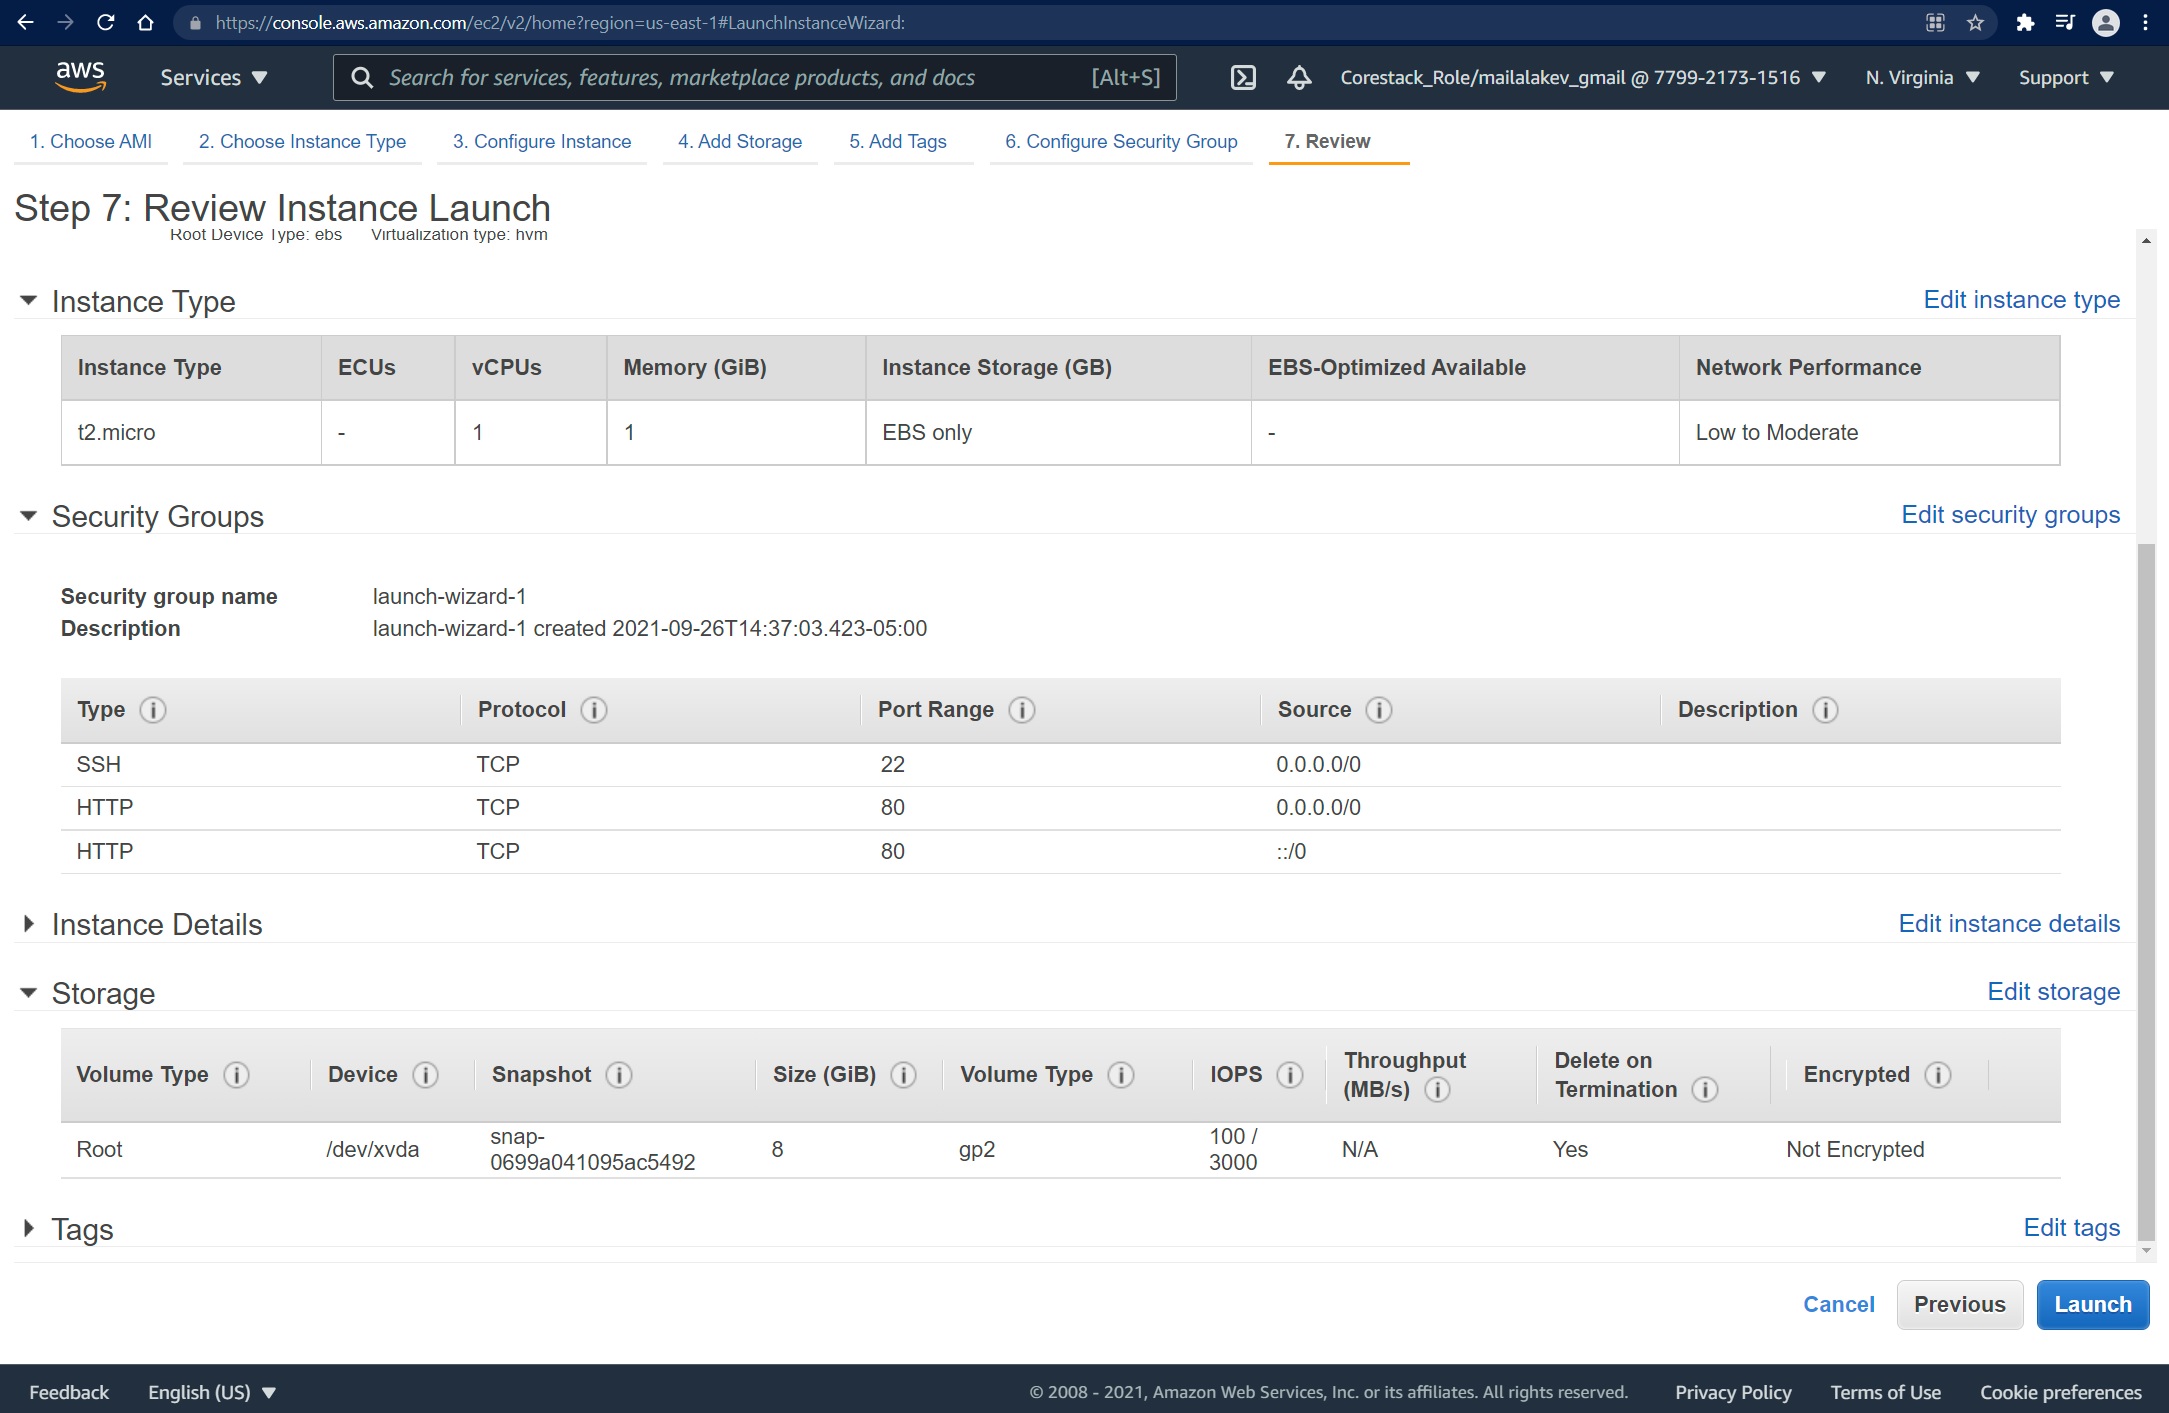 https://console.aws.amazon.com/ec2/v2/home?region=us-east-1#LaunchInstanceWizard:
aws Services Search for services, features, marketplace products, and docs [Alt+S] Corestack_Role/mailalakev_gmail @ 7799-2173-1516 N. Virginia Support
1. Choose AMI 2. Choose Instance Type 3. Configure Instance 4. Add Storage 5. Add Tags 6. Configure Security Group 7. Review
Step 7: Review Instance Launch
Root Device Type: ebs Virtualization type: hvm
Instance Type Edit instance type
Instance Type ECUs vCPUs Memory (GiB) Instance Storage (GB) EBS-Optimized Available Network Performance
t2.micro - 1 1 EBS only - Low to Moderate
Security Groups Edit security groups
Security group name launch-wizard-1
Description launch-wizard-1 created 2021-09-26T14:37:03.423-05:00
Type Protocol Port Range Source Description
SSH TCP 22 0.0.0.0/0
HTTP TCP 80 0.0.0.0/0
HTTP TCP 80 ::/0
Instance Details Edit instance details
Storage Edit storage
Volume Type Device Snapshot Size (GiB) Volume Type IOPS Throughput (MB/s) Delete on Termination Encrypted
Root /dev/xvda snap-0699a041095ac5492 8 gp2 100 / 3000 N/A Yes Not Encrypted
Tags Edit tags
Cancel Previous Launch
Feedback English (US) © 2008 - 2021, Amazon Web Services, Inc. or its affiliates. All rights reserved. Privacy Policy Terms of Use Cookie preferences